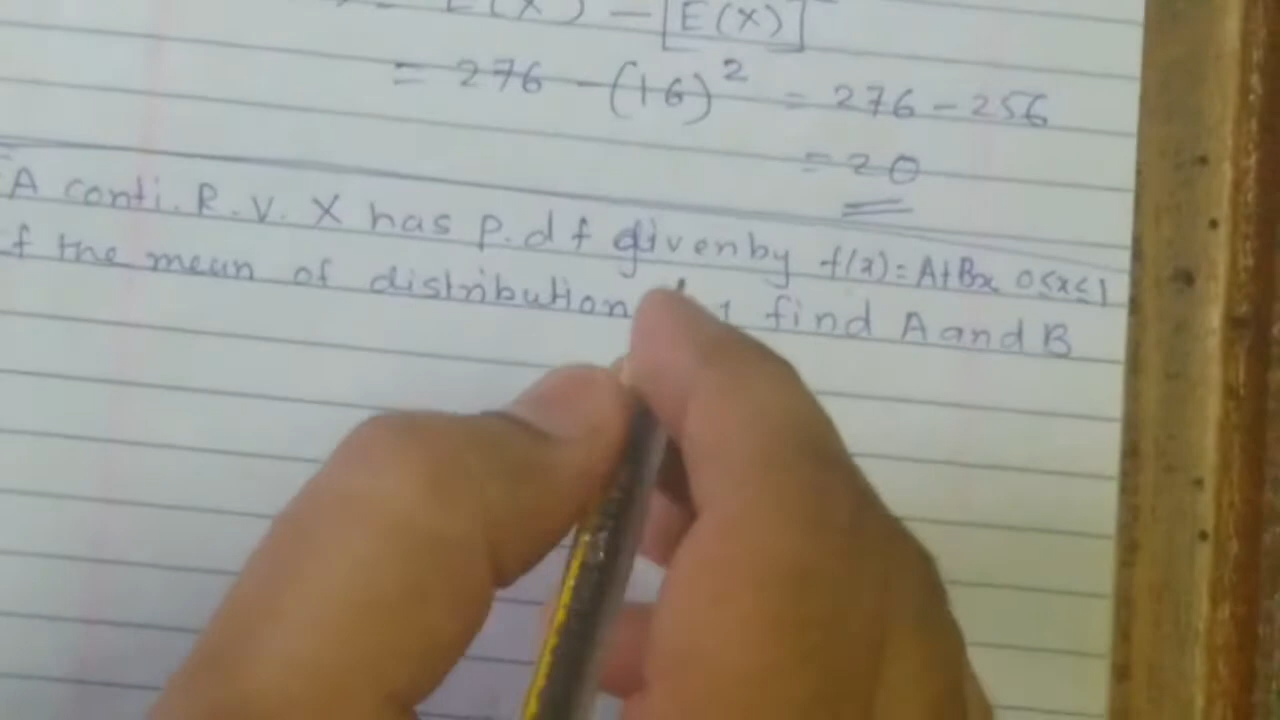 [E(X)]
= 276 - (16)² = 276 - 256
= 20
A conti. R.V. X has p.df given by f(x) = A+Bx 0≤x≤1
f the mean of distribution find A and B